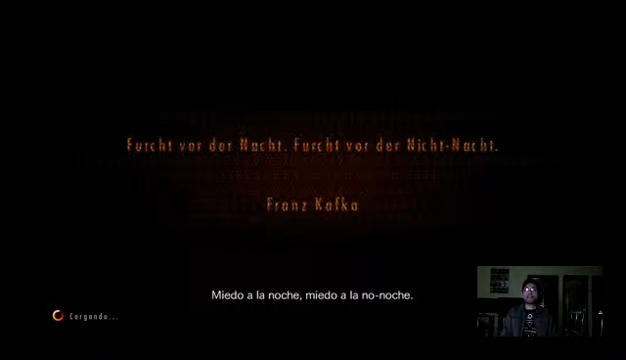 Furcht vor der Nacht. Furcht vor der Nicht-Nacht.
Franz Kafka
Miedo a la noche, miedo a la no-noche.
Cargando...